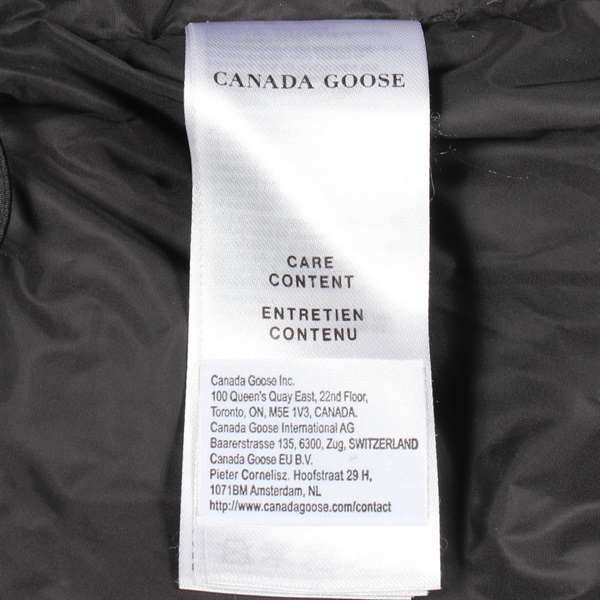 CANADA GOOSE
CARE
CONTENT
ENTRETIEN
CONTENU
Canada Goose Inc.
100 Queen's Quay East, 22nd Floor,
Toronto, ON, M5E 1V3, CANADA.
Canada Goose International AG
Baarerstrasse 135, 6300, Zug, SWITZERLAND
Canada Goose EU B.V.
Pieter Cornelisz. Hoofstraat 29 H,
1071BM Amsterdam, NL
http://www.canadagoose.com/contact